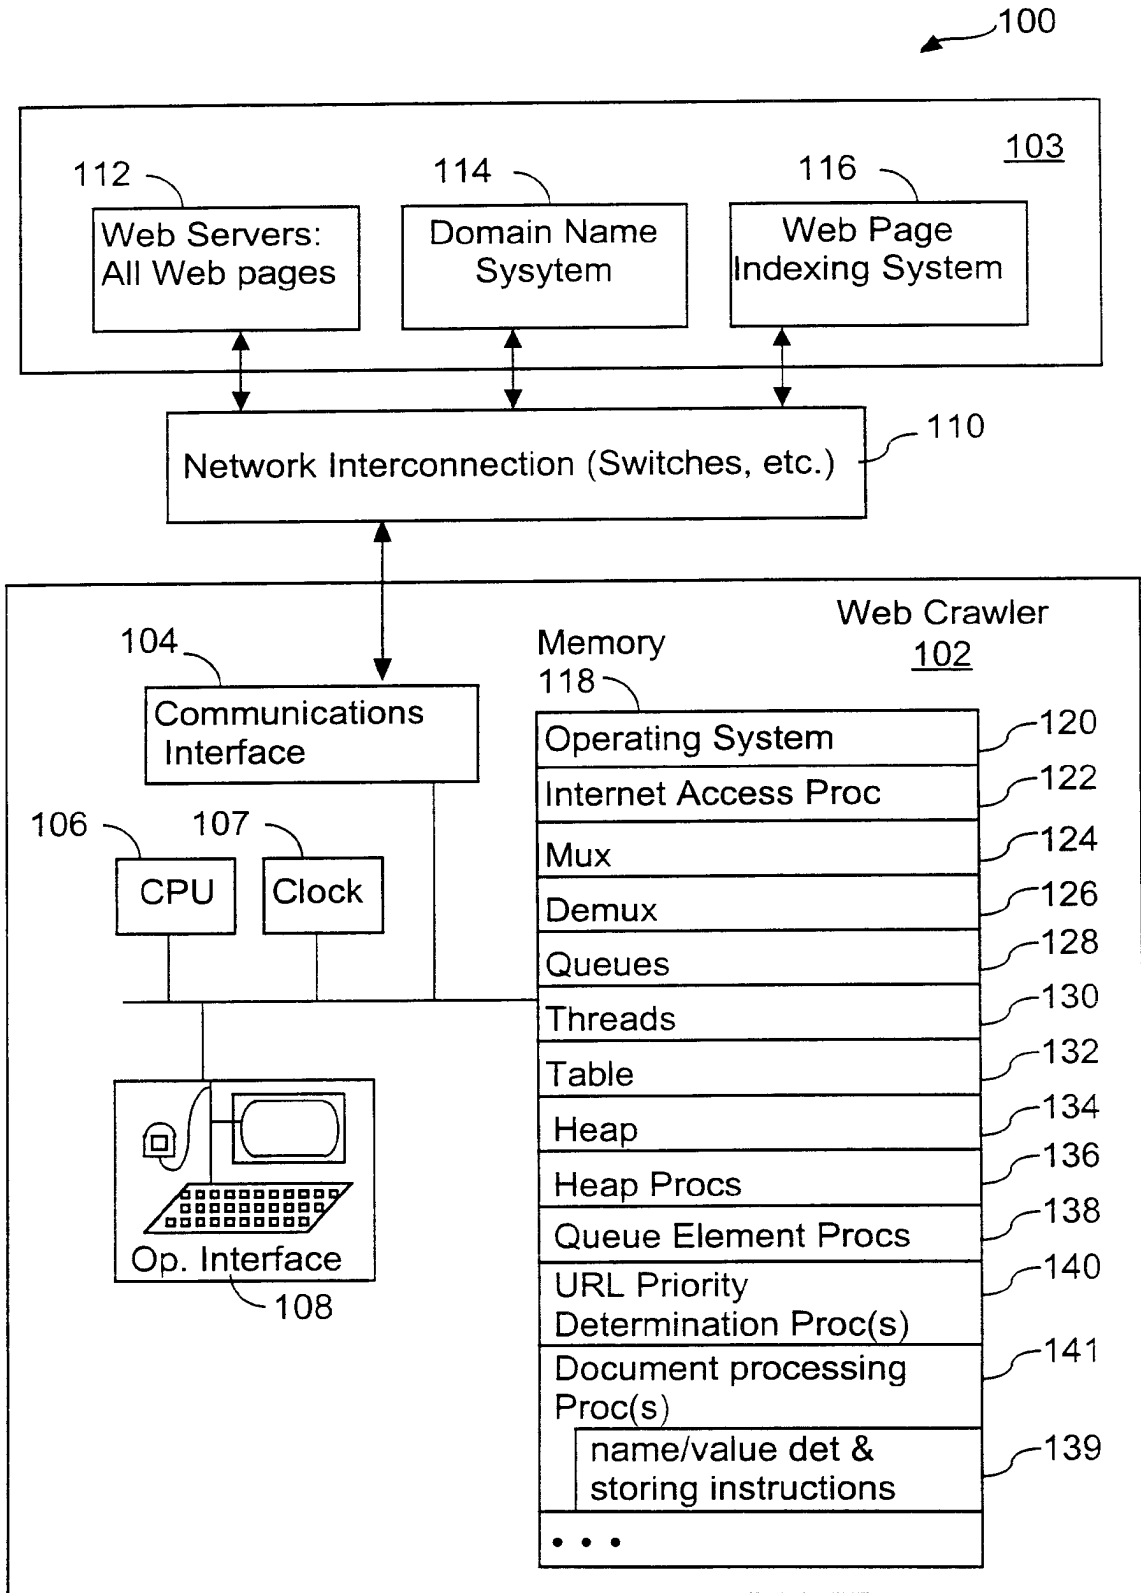 100
103
112
114
116
Web Servers:
All Web pages
Domain Name
Sysytem
Web Page
Indexing System
110
Network Interconnection (Switches, etc.)
Web Crawler
102
104
Communications
Interface
106
CPU
107
Clock
Op. Interface
108
Memory
118
Operating System
120
Internet Access Proc
122
Mux
124
Demux
126
Queues
128
Threads
130
Table
132
Heap
134
Heap Procs
136
Queue Element Procs
138
URL Priority
Determination Proc(s)
140
Document processing
Proc(s)
141
name/value det &
storing instructions
139
• • •